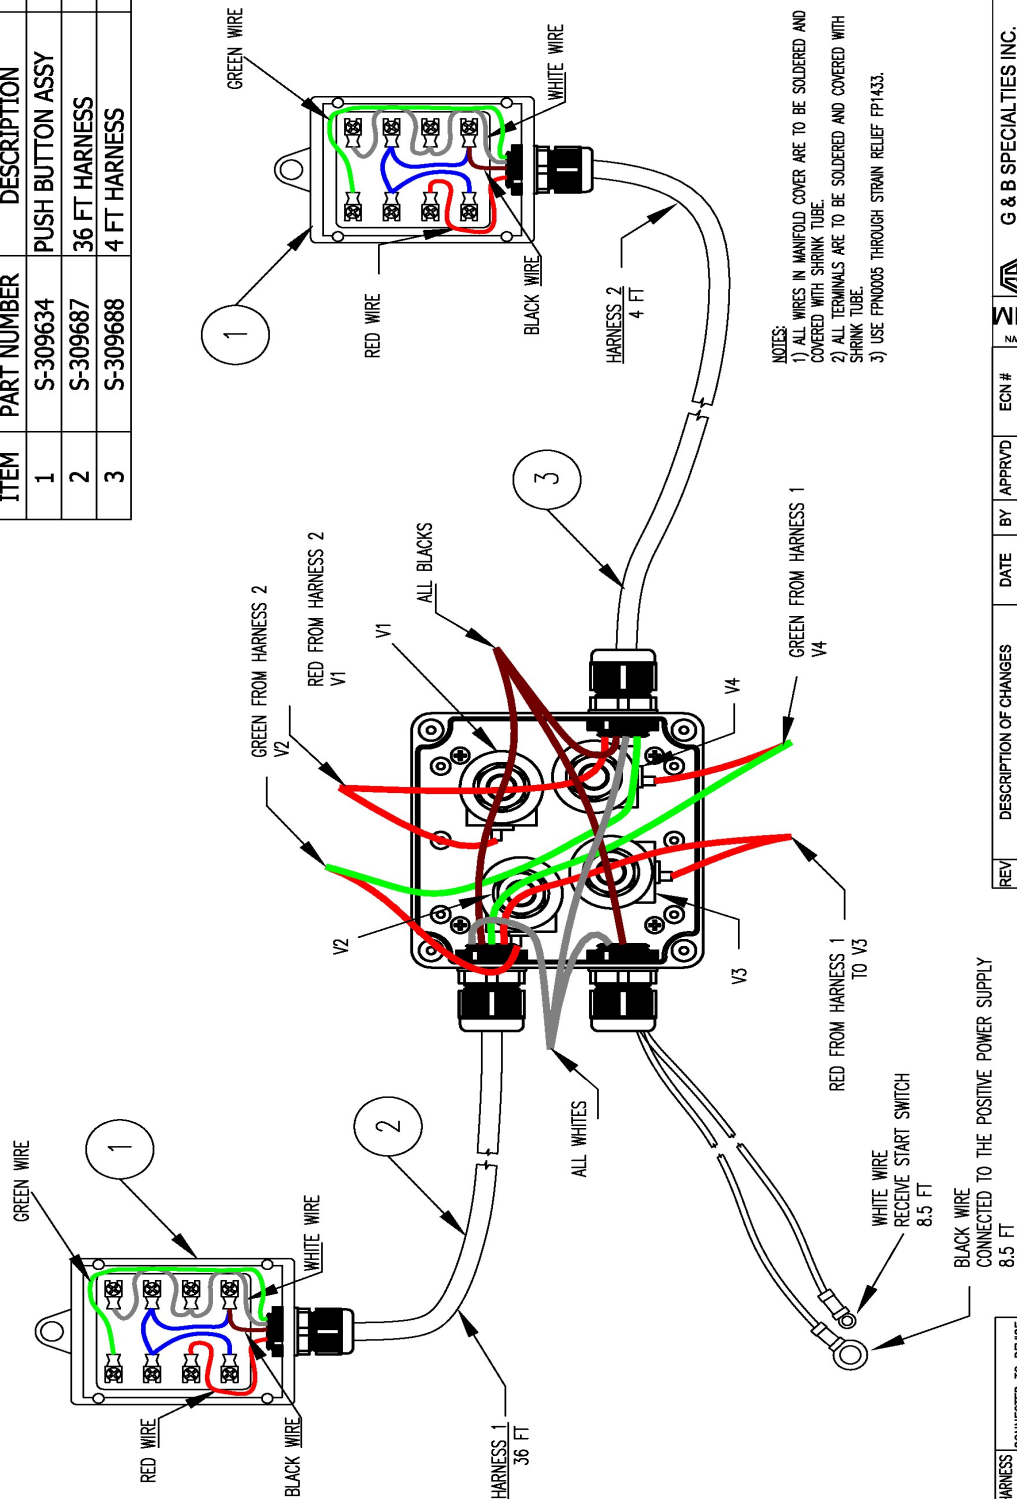 ITEM PART NUMBER DESCRIPTION
1 S-309634 PUSH BUTTON ASSY
2 S-309687 36 FT HARNESS
3 S-309688 4 FT HARNESS
GREEN WIRE
WHITE WIRE
RED WIRE
BLACK WIRE
1
HARNESS 2
4 FT
3
NOTES:
1) ALL WIRES IN MANIFOLD COVER ARE TO BE SOLDERED AND
COVERED WITH SHRINK TUBE.
2) ALL TERMINALS ARE TO BE SOLDERED AND COVERED WITH
SHRINK TUBE.
3) USE FPN0005 THROUGH STRAIN RELIEF FP1433.
GREEN FROM HARNESS 2
V2
RED FROM HARNESS 2
V1
V1
ALL BLACKS
V2
V4
V3
GREEN FROM HARNESS 1
V4
RED FROM HARNESS 1
TO V3
ALL WHITES
GREEN WIRE
1
WHITE WIRE
RED WIRE
BLACK WIRE
2
HARNESS 1
36 FT
WHITE WIRE
RECEIVE START SWITCH
8.5 FT
BLACK WIRE
CONNECTED TO THE POSITIVE POWER SUPPLY
8.5 FT
REV DESCRIPTION OF CHANGES DATE BY APPRV'D ECN #
G & B SPECIALTIES INC.
HARNESS